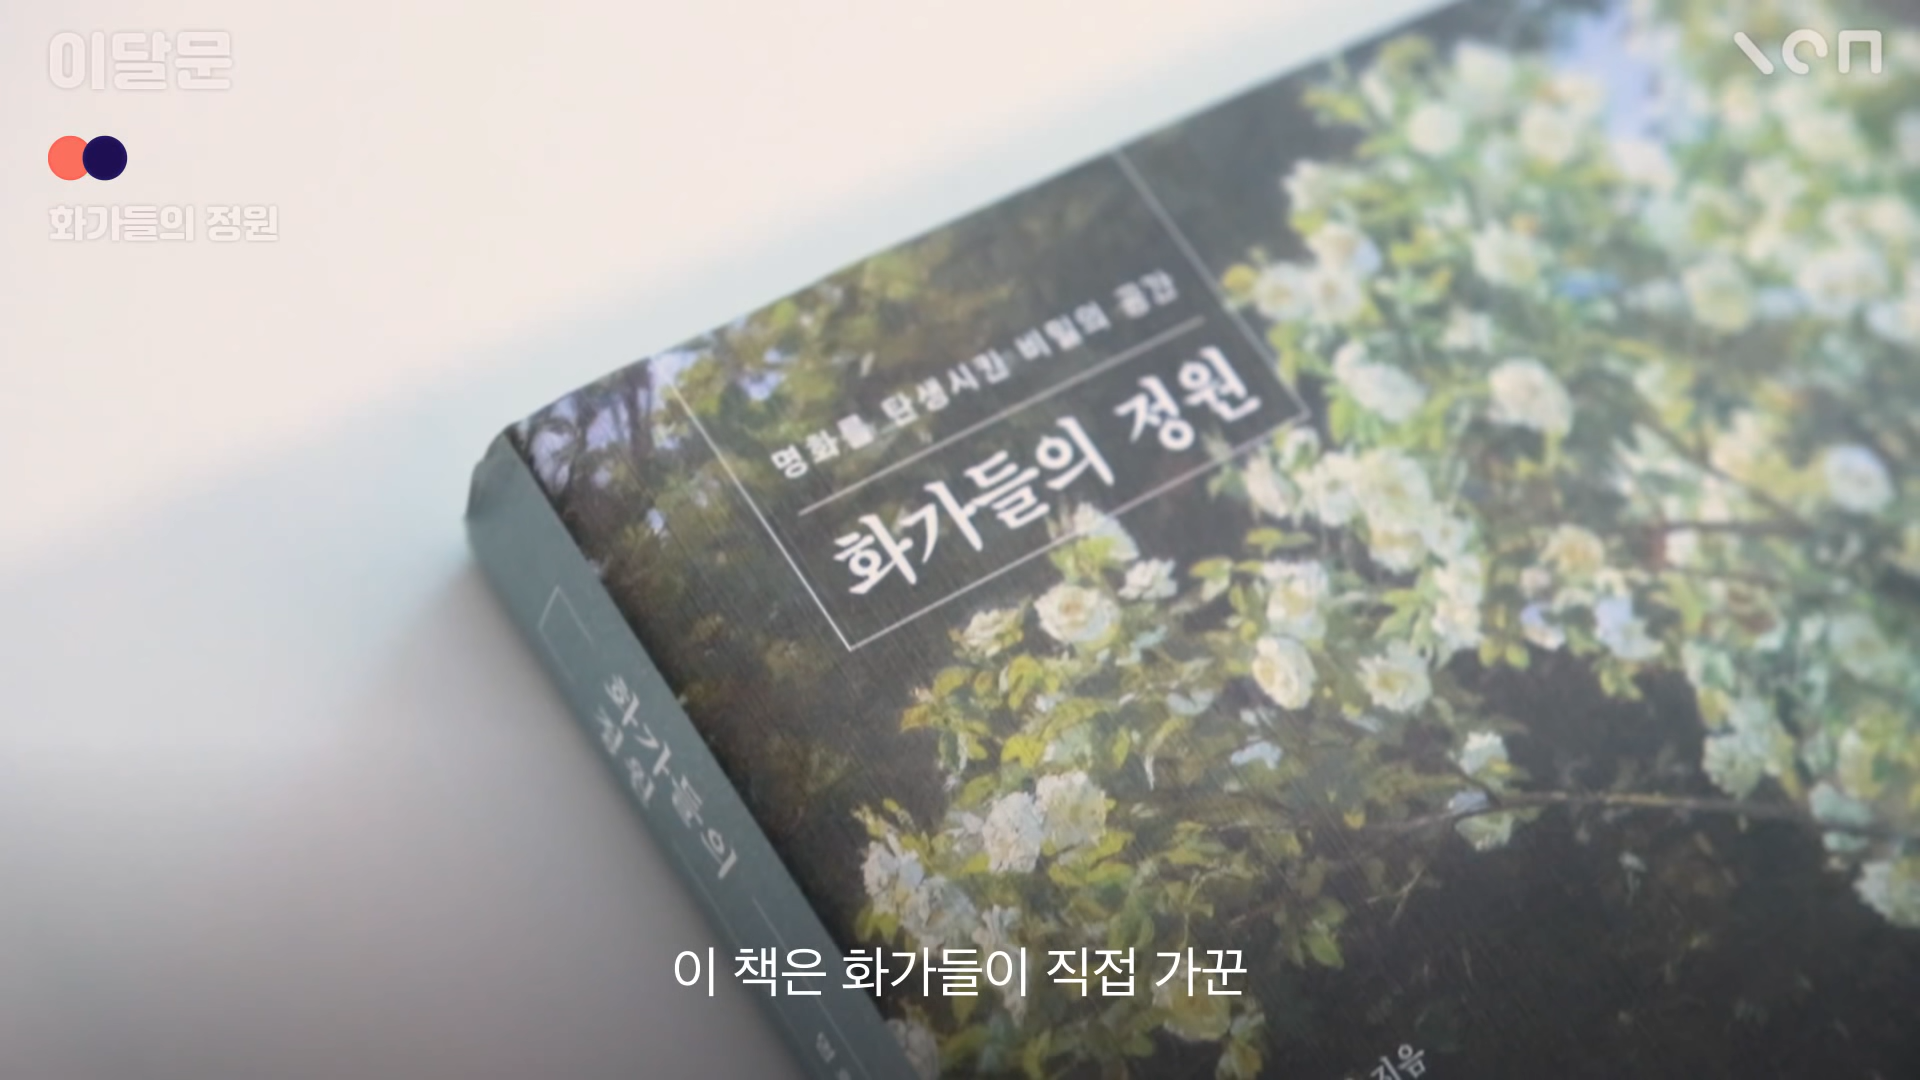 이달문
화가들의 정원
명화를 탄생시킨 비밀의 공간
화가들의 정원
화가들의
정원
이 책은 화가들이 직접 가꾼
지음